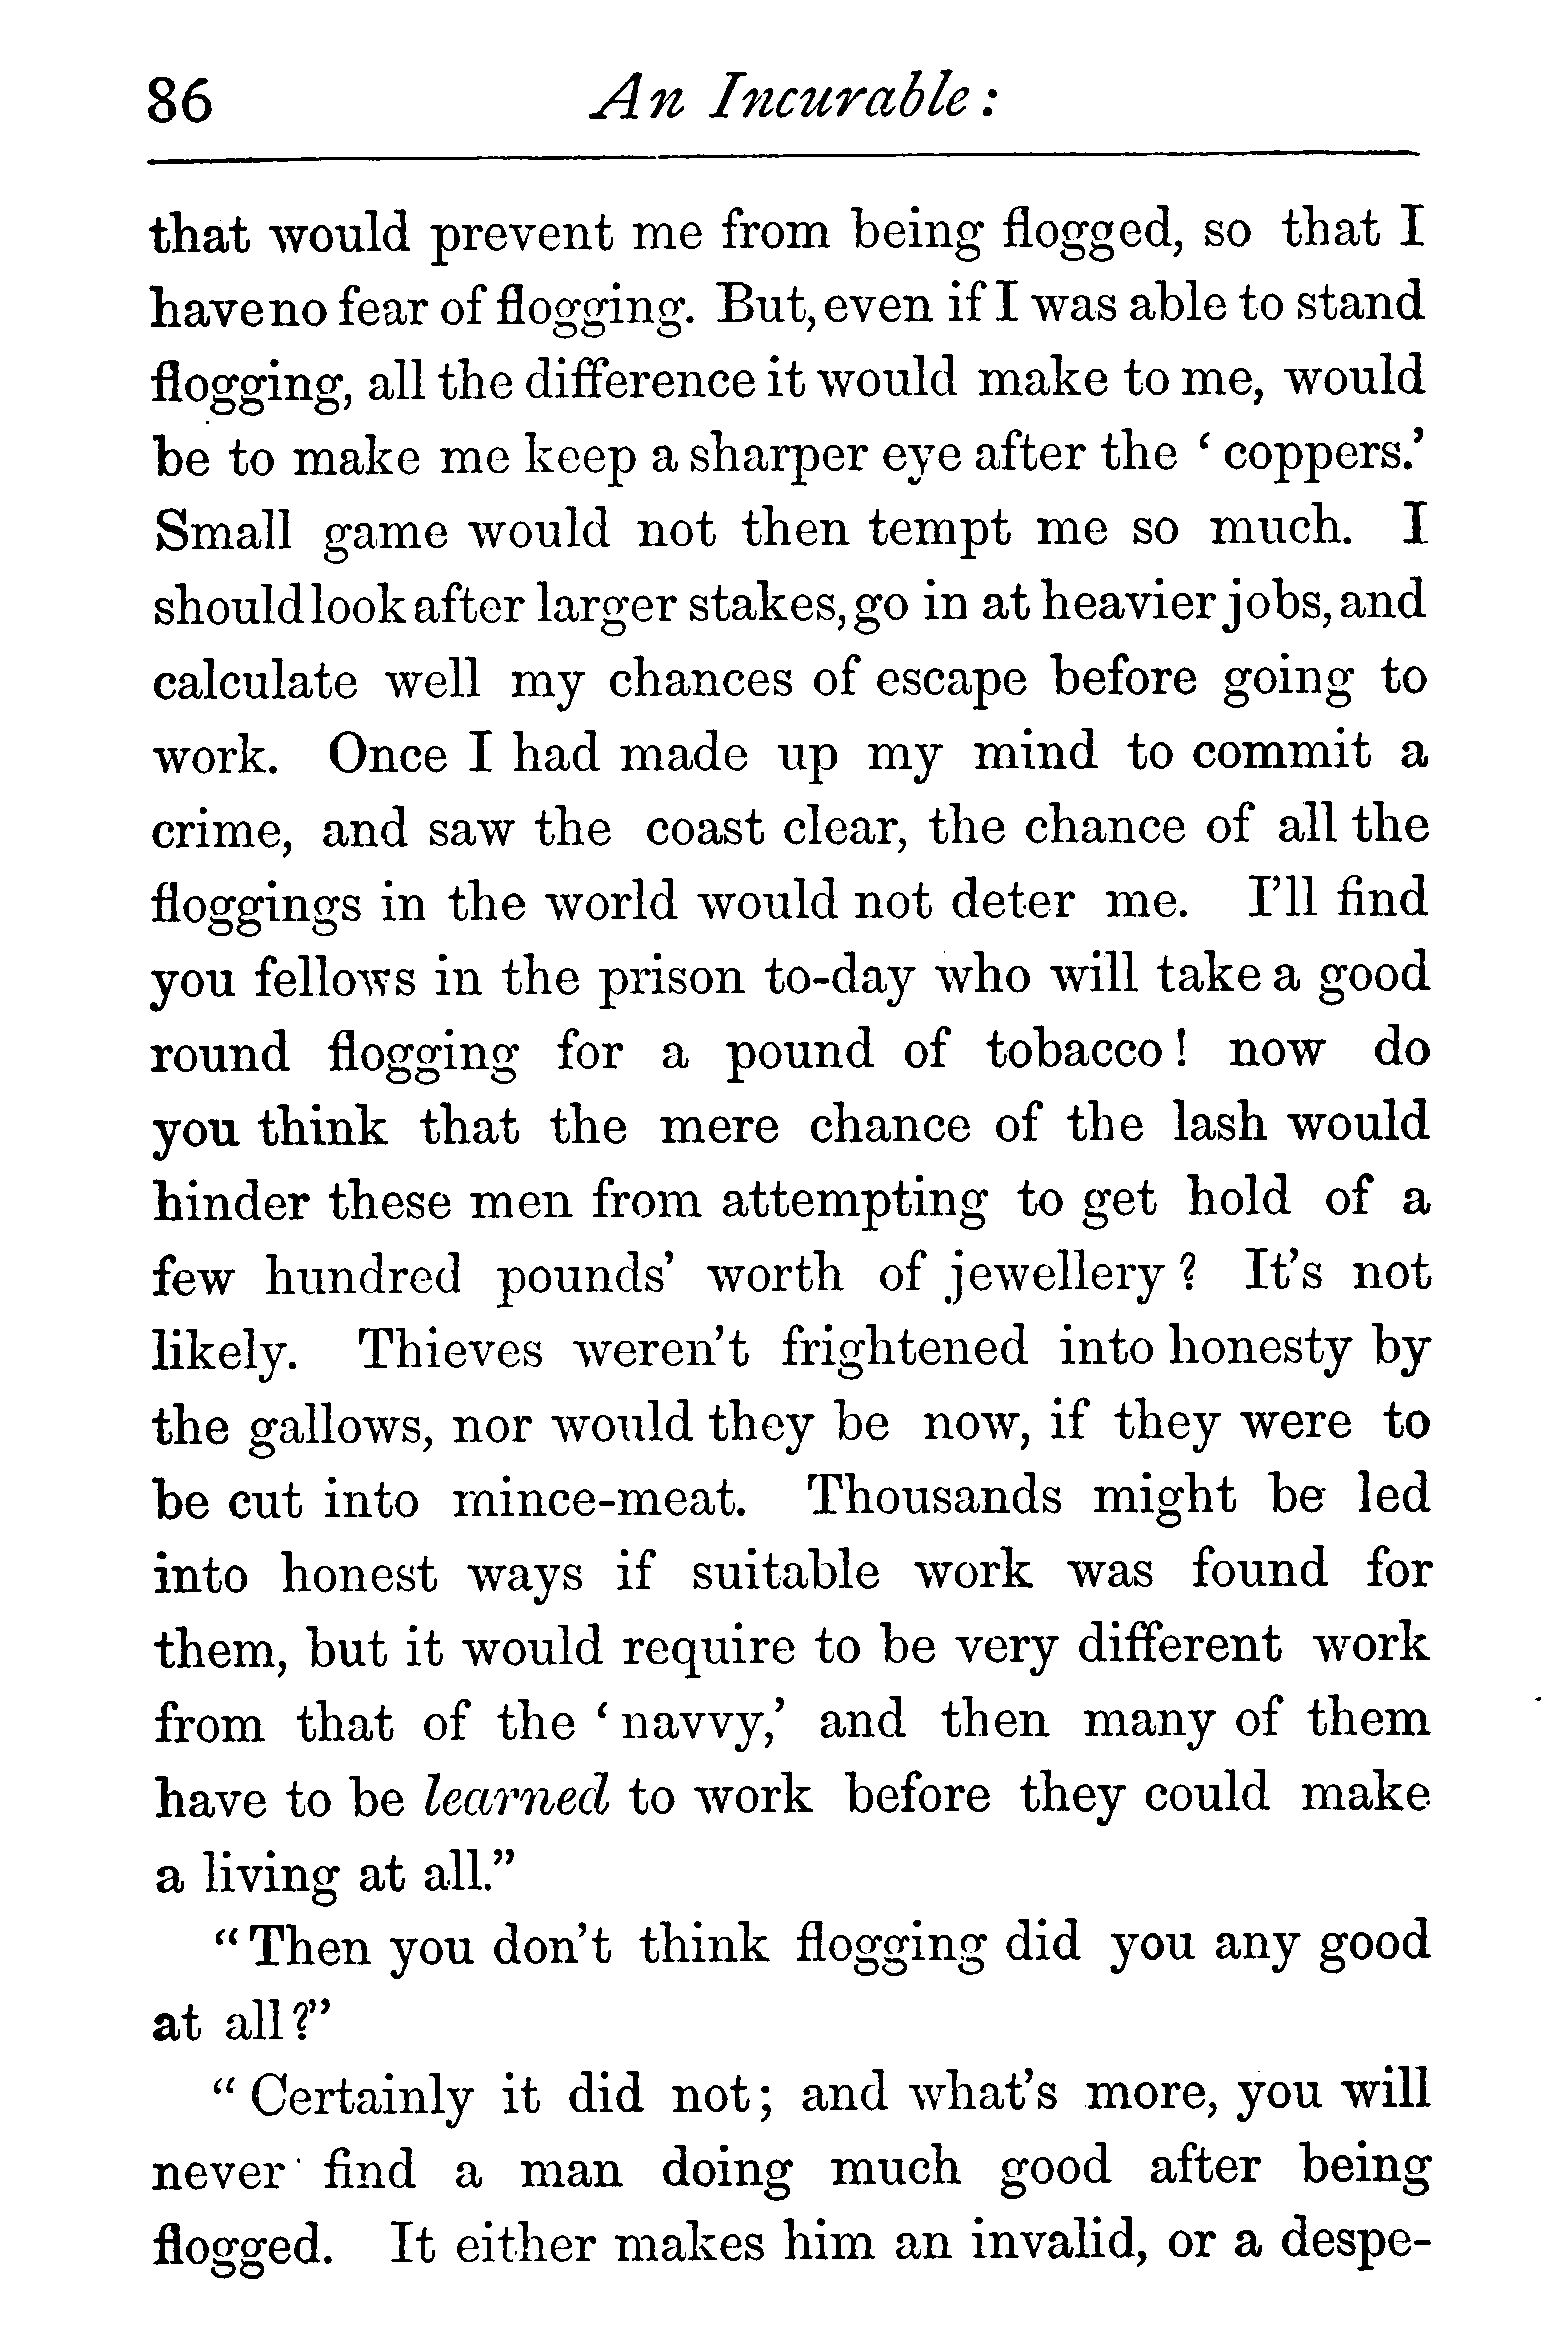 86 An Incurable:
that would prevent me from being flogged, so that I
have no fear of flogging. But, even if I was able to stand
flogging, all the difference it would make to me, would
be to make me keep a sharper eye after the ‘coppers.’
Small game would not then tempt me so much. I
should look after larger stakes, go in at heavier jobs, and
calculate well my chances of escape before going to
work. Once I had made up my mind to commit a
crime, and saw the coast clear, the chance of all the
floggings in the world would not deter me. I’ll find
you fellows in the prison to-day who will take a good
round flogging for a pound of tobacco! now do
you think that the mere chance of the lash would
hinder these men from attempting to get hold of a
few hundred pounds’ worth of jewellery? It’s not
likely. Thieves weren’t frightened into honesty by
the gallows, nor would they be now, if they were to
be cut into mince-meat. Thousands might be led
into honest ways if suitable work was found for
them, but it would require to be very different work
from that of the ‘navvy,’ and then many of them
have to be learned to work before they could make
a living at all.”
“Then you don’t think flogging did you any good
at all?”
“Certainly it did not; and what’s more, you will
never find a man doing much good after being
flogged. It either makes him an invalid, or a despe-